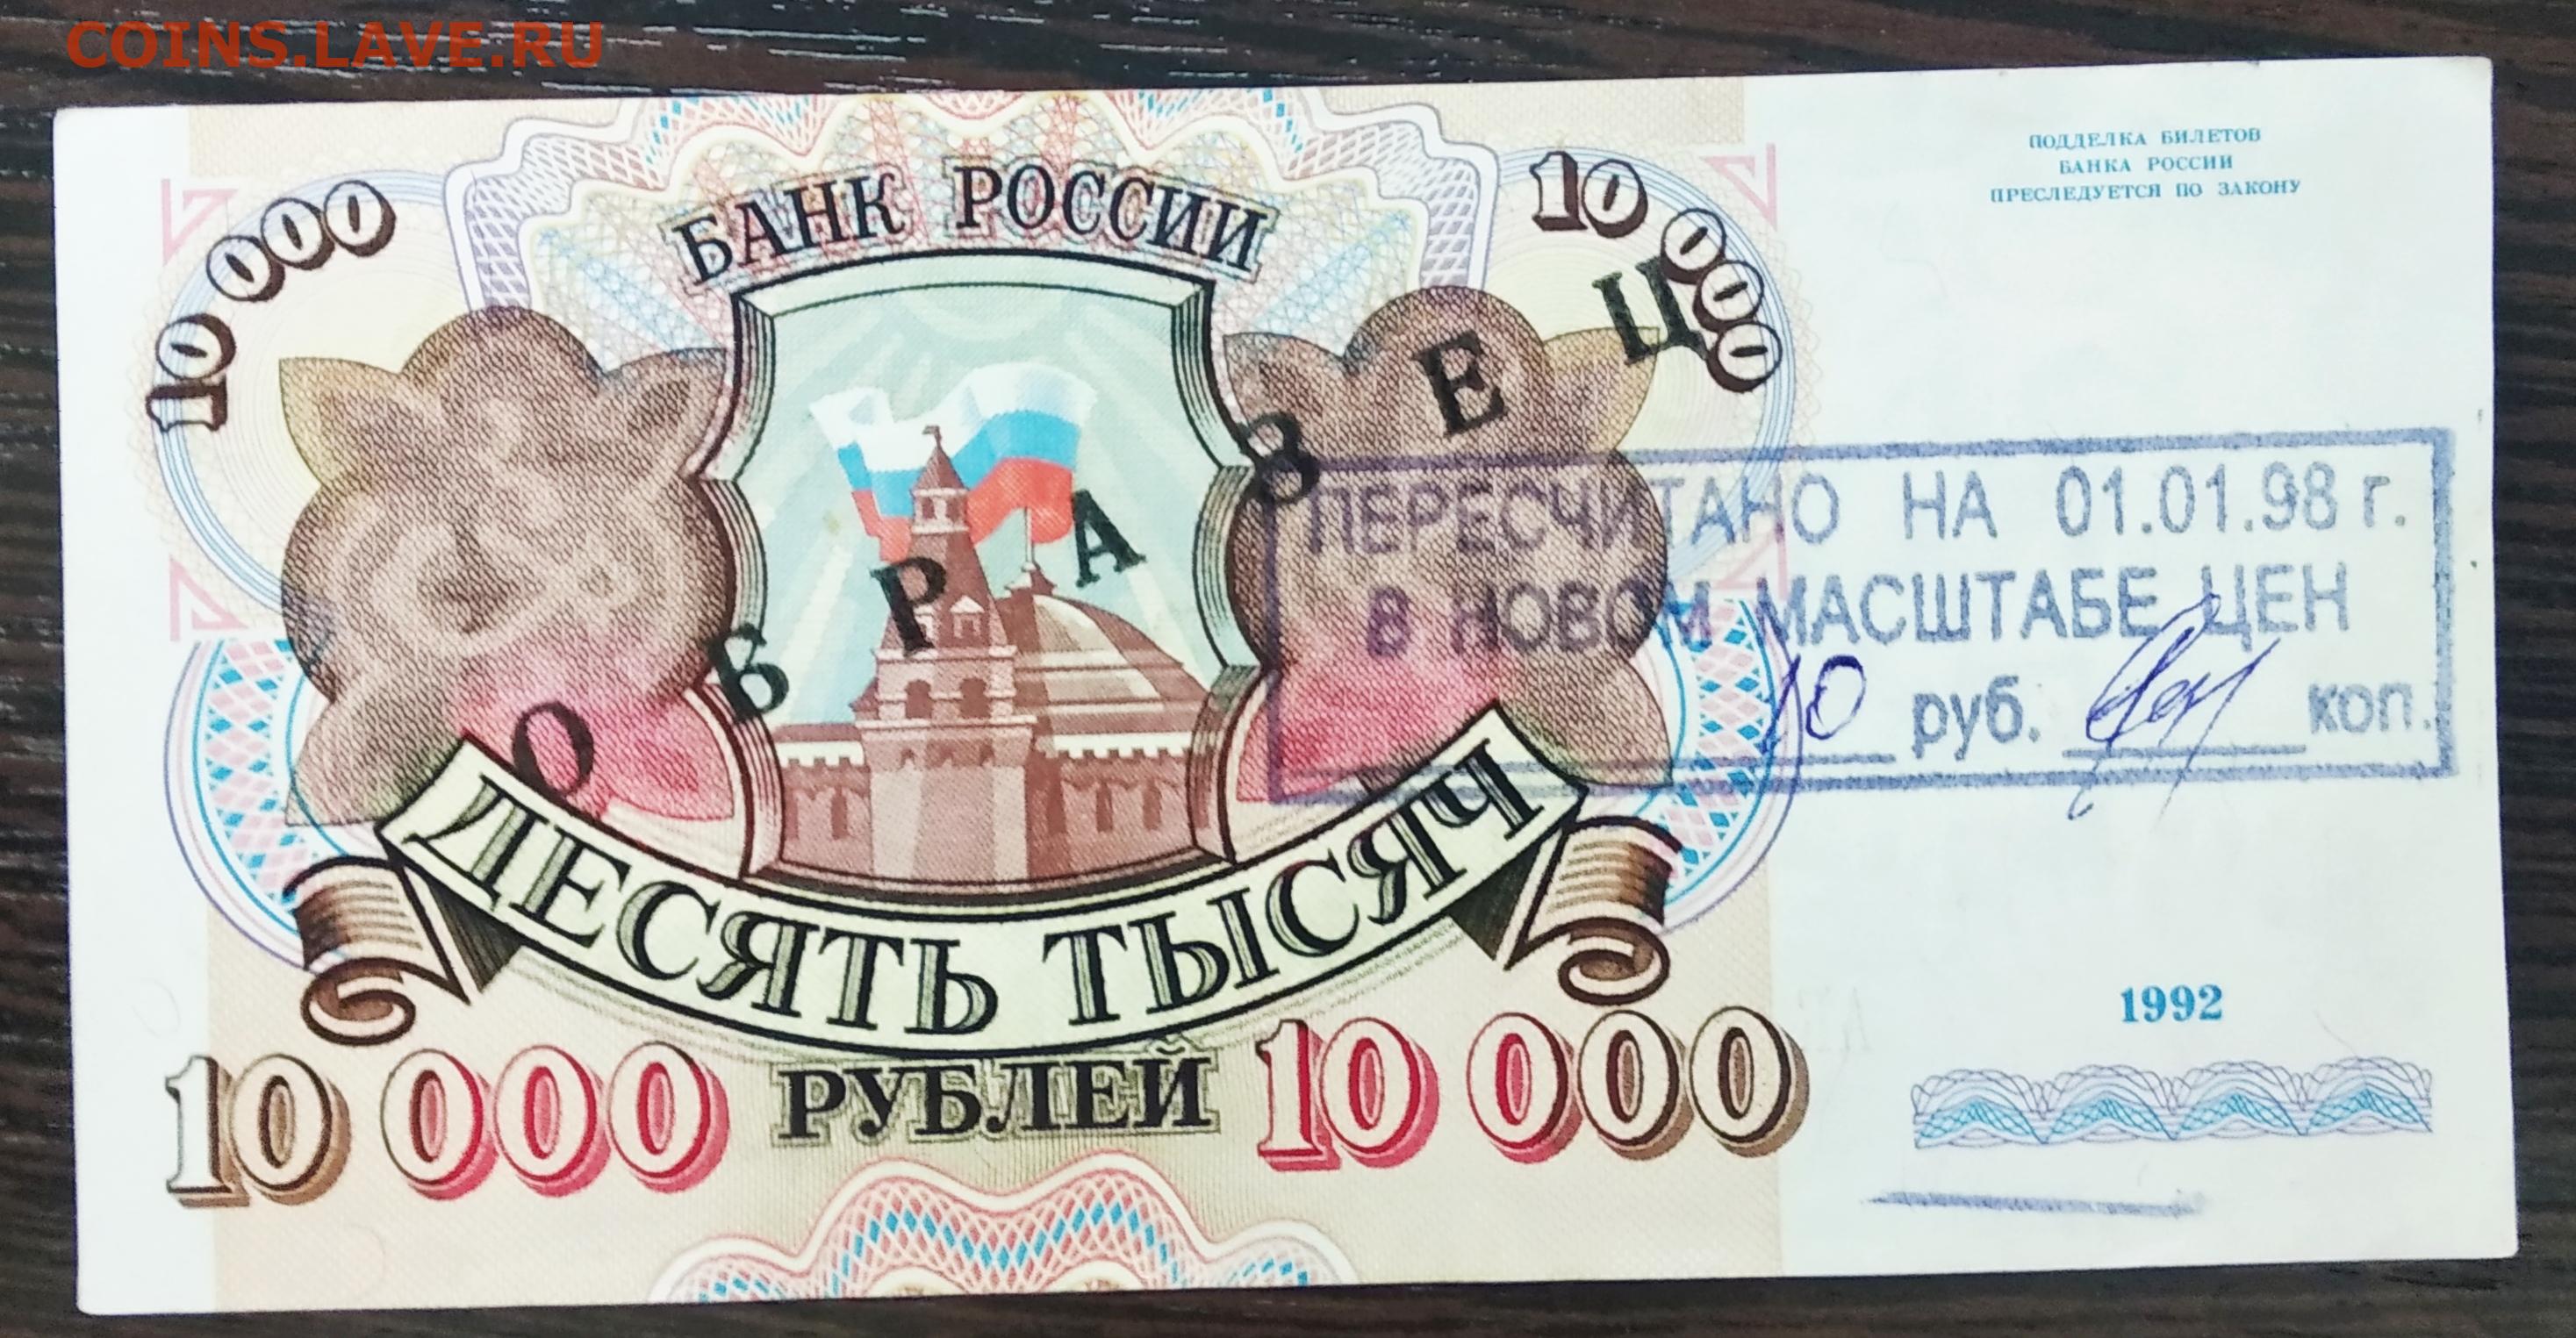 COINS.LAVE.RU
ПОДДЕЛКА БИЛЕТОВ
БАНКА РОССИИ
ПРЕСЛЕДУЕТСЯ ПО ЗАКОНУ
БАНК РОССИИ
10 000
10 000
ОБРАЗЕЦ
ПЕРЕСЧИТАНО НА 01.01.98 г.
В НОВОМ МАСШТАБЕ ЦЕН
10 руб. коп.
ДЕСЯТЬ ТЫСЯЧ
1992
10 000 РУБЛЕЙ 10 000